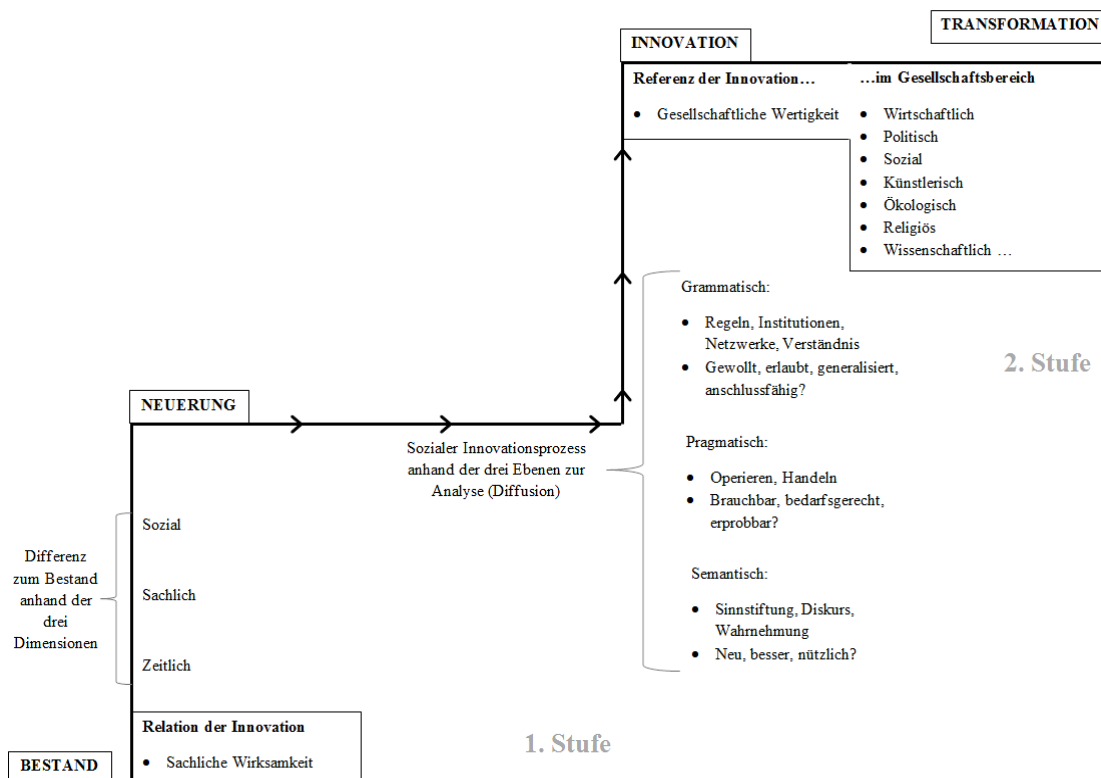 TRANSFORMATION
INNOVATION
Referenz der Innovation…
• Gesellschaftliche Wertigkeit
…im Gesellschaftsbereich
• Wirtschaftlich
• Politisch
• Sozial
• Künstlerisch
• Ökologisch
• Religiös
• Wissenschaftlich …
Grammatisch:
• Regeln, Institutionen,
Netzwerke, Verständnis
• Gewollt, erlaubt, generalisiert,
anschlussfähig?
2. Stufe
NEUERUNG
Sozialer Innovationsprozess
anhand der drei Ebenen zur
Analyse (Diffusion)
Pragmatisch:
• Operieren, Handeln
• Brauchbar, bedarfsgerecht,
erprobbar?
Semantisch:
• Sinnstiftung, Diskurs,
Wahrnehmung
• Neu, besser, nützlich?
Differenz
zum Bestand
anhand der
drei
Dimensionen
Sozial
Sachlich
Zeitlich
Relation der Innovation
• Sachliche Wirksamkeit
1. Stufe
BESTAND